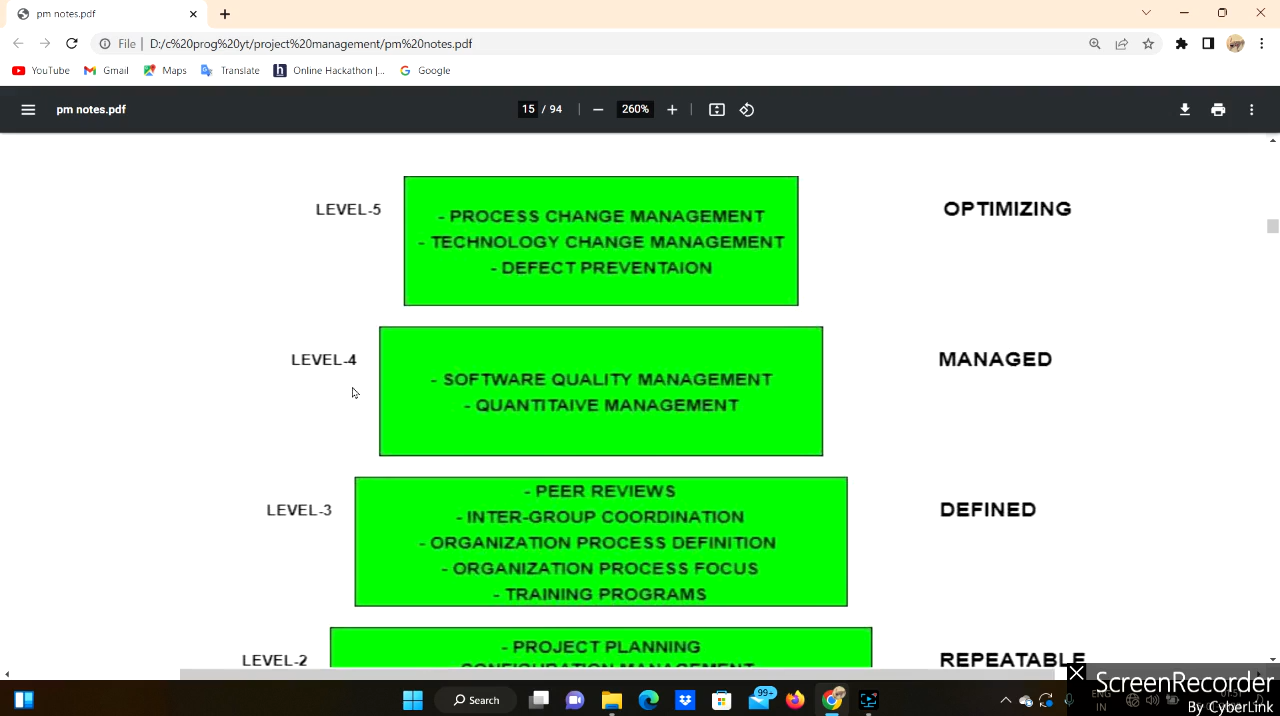 pm notes.pdf
File D:/c%20prog%20yt/project%20management/pm%20notes.pdf
YouTube Gmail Maps Translate Online Hackathon |... Google
pm notes.pdf 15 / 94 260%
LEVEL-5
- PROCESS CHANGE MANAGEMENT
- TECHNOLOGY CHANGE MANAGEMENT
- DEFECT PREVENTAION
OPTIMIZING
LEVEL-4
- SOFTWARE QUALITY MANAGEMENT
- QUANTITAIVE MANAGEMENT
MANAGED
LEVEL-3
- PEER REVIEWS
- INTER-GROUP COORDINATION
- ORGANIZATION PROCESS DEFINITION
- ORGANIZATION PROCESS FOCUS
- TRAINING PROGRAMS
DEFINED
LEVEL-2
- PROJECT PLANNING
CONFIGURATION MANAGEMENT
REPEATABLE
Search
99+
ENG
IN
ScreenRecorder
By CyberLink